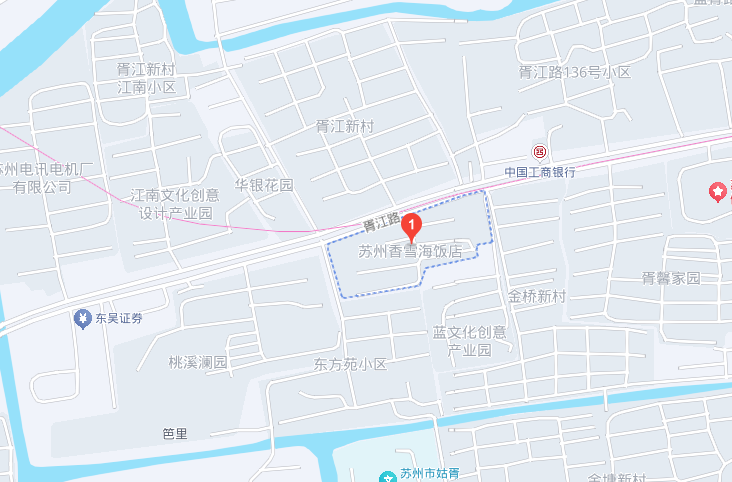 胥江新村
江南小区
胥江路136号小区
胥江新村
中国工商银行
苏州电讯电机厂
有限公司
华银花园
江南文化创意
设计产业园
胥江路
1
苏州香雪海饭店
胥馨家园
金桥新村
东吴证券
蓝文化创意
产业园
桃溪澜园
东方苑小区
笆里
苏州市姑胥
金塘新村